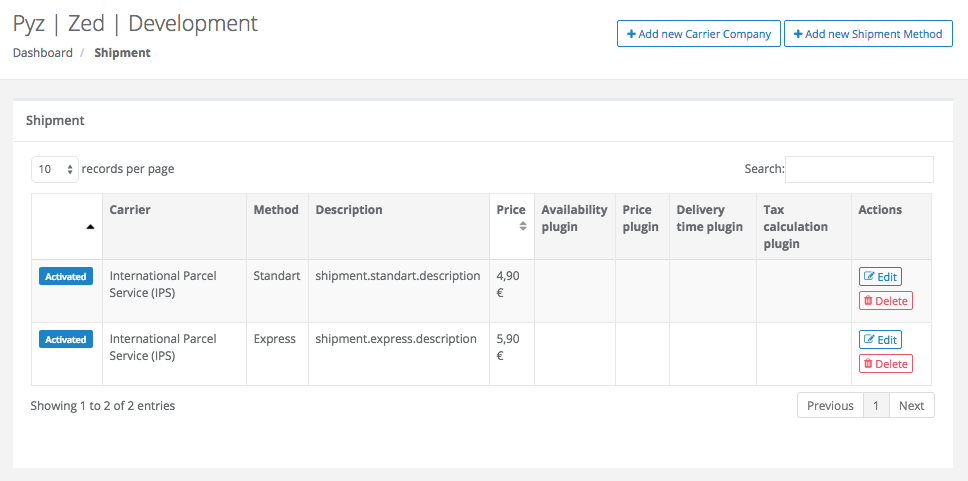 Pyz | Zed | Development
Dashboard / Shipment
+ Add new Carrier Company
+ Add new Shipment Method
Shipment
10 records per page
Search:
Carrier Method Description Price Availability plugin Price plugin Delivery time plugin Tax calculation plugin Actions
Activated International Parcel Service (IPS) Standart shipment.standart.description 4,90 € Edit Delete
Activated International Parcel Service (IPS) Express shipment.express.description 5,90 € Edit Delete
Showing 1 to 2 of 2 entries
Previous 1 Next